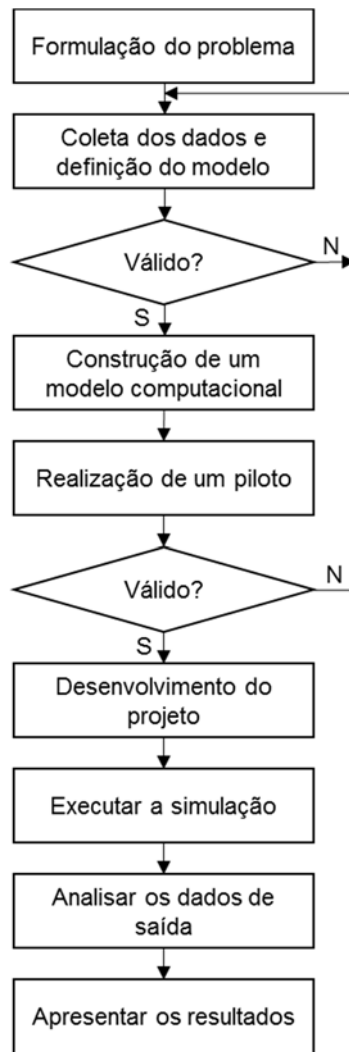 Formulação do problema
Coleta dos dados e
definição do modelo
Válido?
N
S
Construção de um
modelo computacional
Realização de um piloto
Válido?
N
S
Desenvolvimento do
projeto
Executar a simulação
Analisar os dados de
saída
Apresentar os resultados